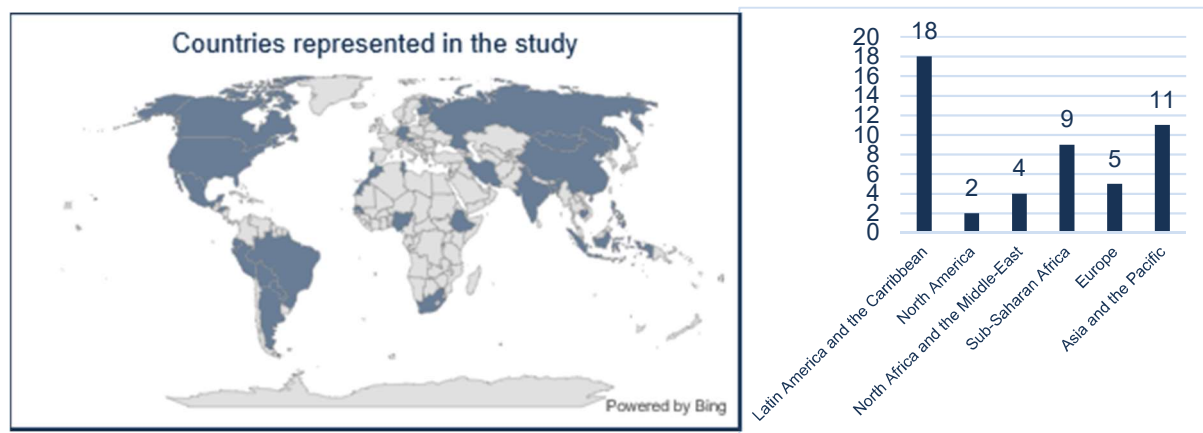 Countries represented in the study
Powered by Bing
20
18
16
14
12
10
8
6
4
2
0
18
2
4
9
5
11
Latin America and the Carribbean
North America
North Africa and the Middle-East
Sub-Saharan Africa
Europe
Asia and the Pacific